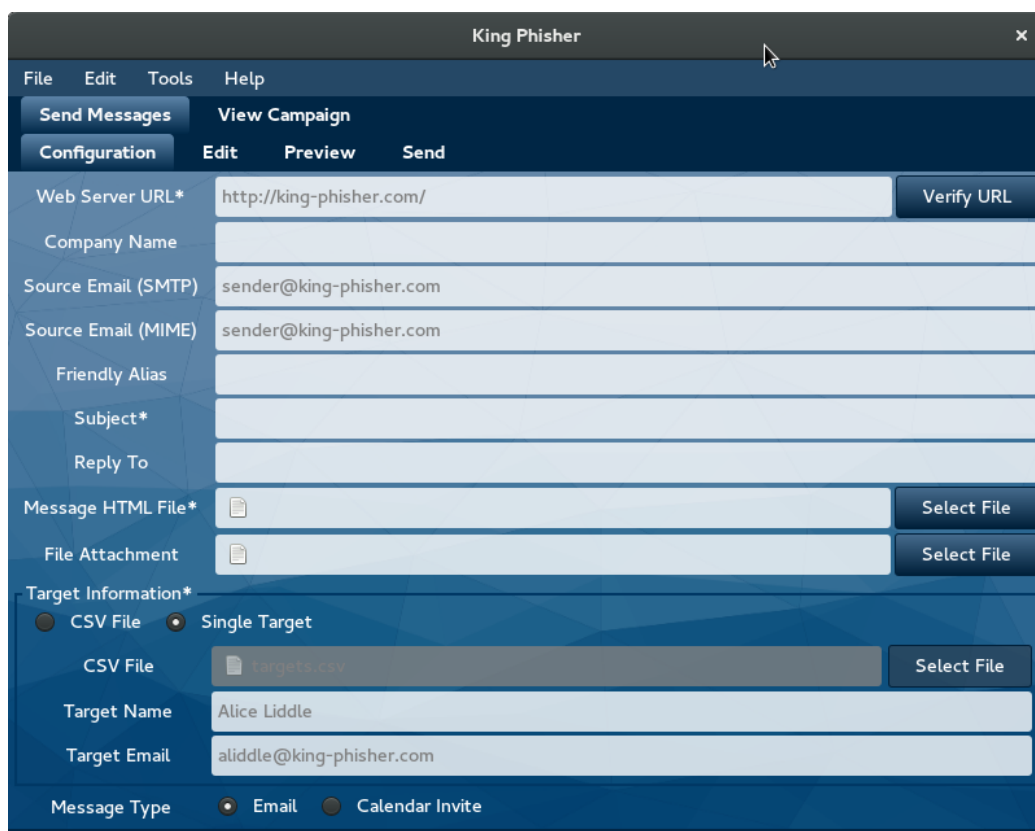 King Phisher ×
File Edit Tools Help
Send Messages View Campaign
Configuration Edit Preview Send
Web Server URL* http://king-phisher.com/ Verify URL
Company Name
Source Email (SMTP) sender@king-phisher.com
Source Email (MIME) sender@king-phisher.com
Friendly Alias
Subject*
Reply To
Message HTML File* Select File
File Attachment Select File
Target Information*
CSV File Single Target
CSV File targets.csv Select File
Target Name Alice Liddle
Target Email aliddle@king-phisher.com
Message Type Email Calendar Invite